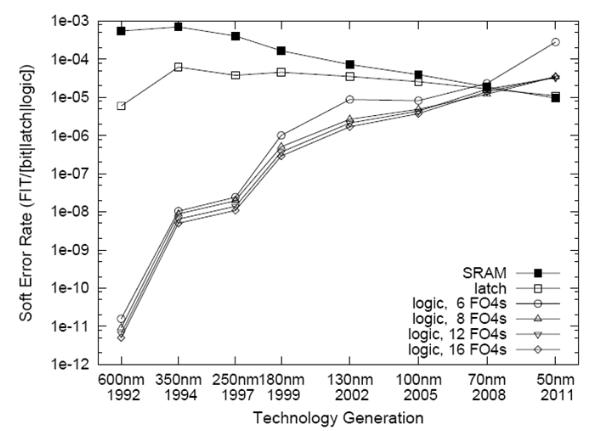 Soft Error Rate (FIT/[bit|latch|logic])
1e-03
1e-04
1e-05
1e-06
1e-07
1e-08
1e-09
1e-10
1e-11
1e-12
SRAM
latch
logic, 6 FO4s
logic, 8 FO4s
logic, 12 FO4s
logic, 16 FO4s
600nm 350nm 250nm 180nm 130nm 100nm 70nm 50nm
1992 1994 1997 1999 2002 2005 2008 2011
Technology Generation